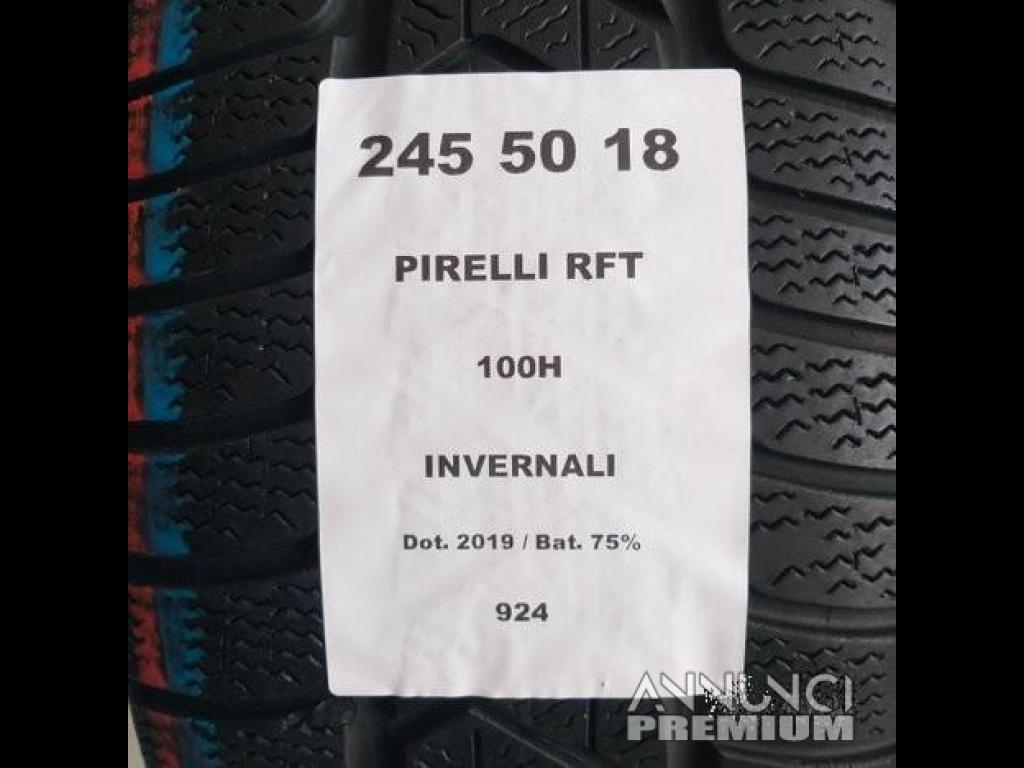 245 50 18
PIRELLI RFT
100H
INVERNALI
Dot. 2019 / Bat. 75%
924
ANNUNCI
PREMIUM